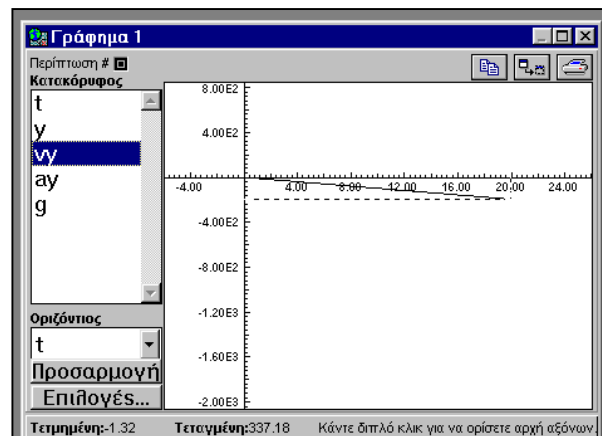 Γράφημα 1
Περίπτωση #
Κατακόρυφος
t
y
vy
ay
g
Οριζόντιος
t
Προσαρμογή
Επιλογές...
8.00E2
4.00E2
-4.00 4.00 8.00 12.00 16.00 20.00 24.00
-4.00E2
-8.00E2
-1.20E3
-1.60E3
-2.00E3
Τετμημένη:-1.32 Τεταγμένη:337.18 Κάντε διπλό κλικ για να ορίσετε αρχή αξόνων.